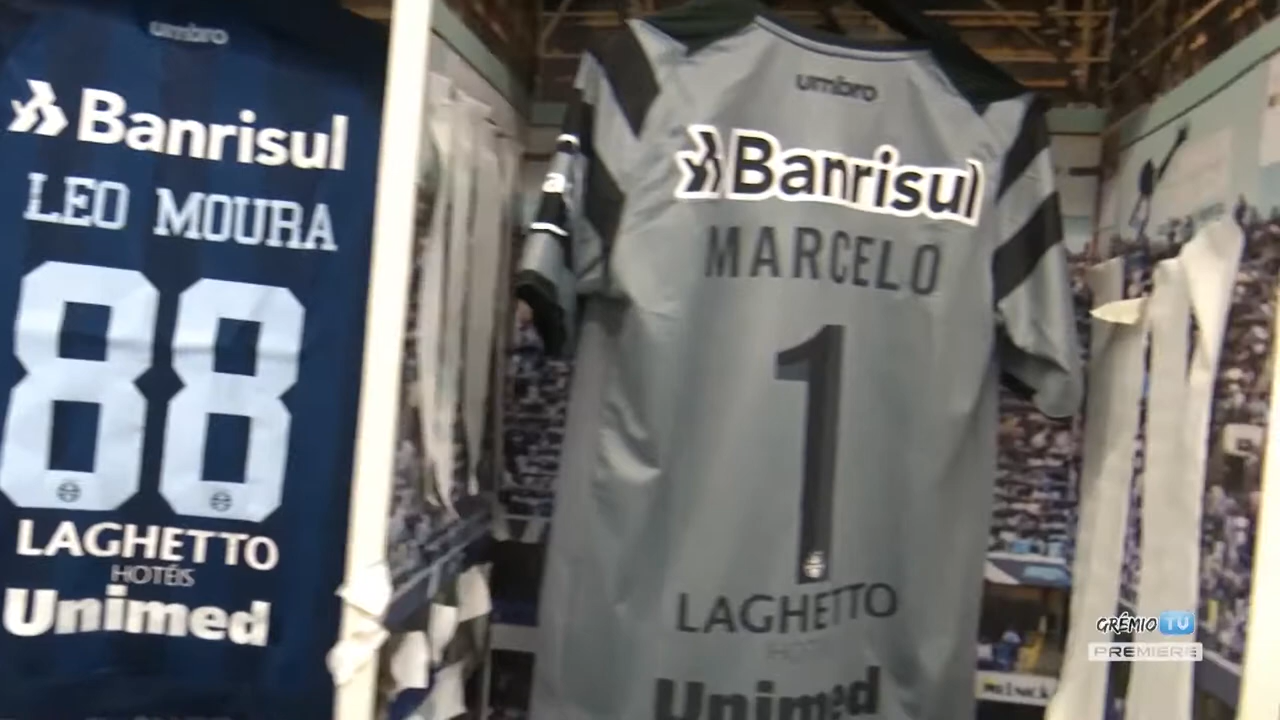 umbro
Banrisul
LEO MOURA
88
LAGHETTO
HOTÉIS
Unimed
umbro
Banrisul
MARCELO
1
LAGHETTO
Unimed
GRÊMIO TV
PREMIERE